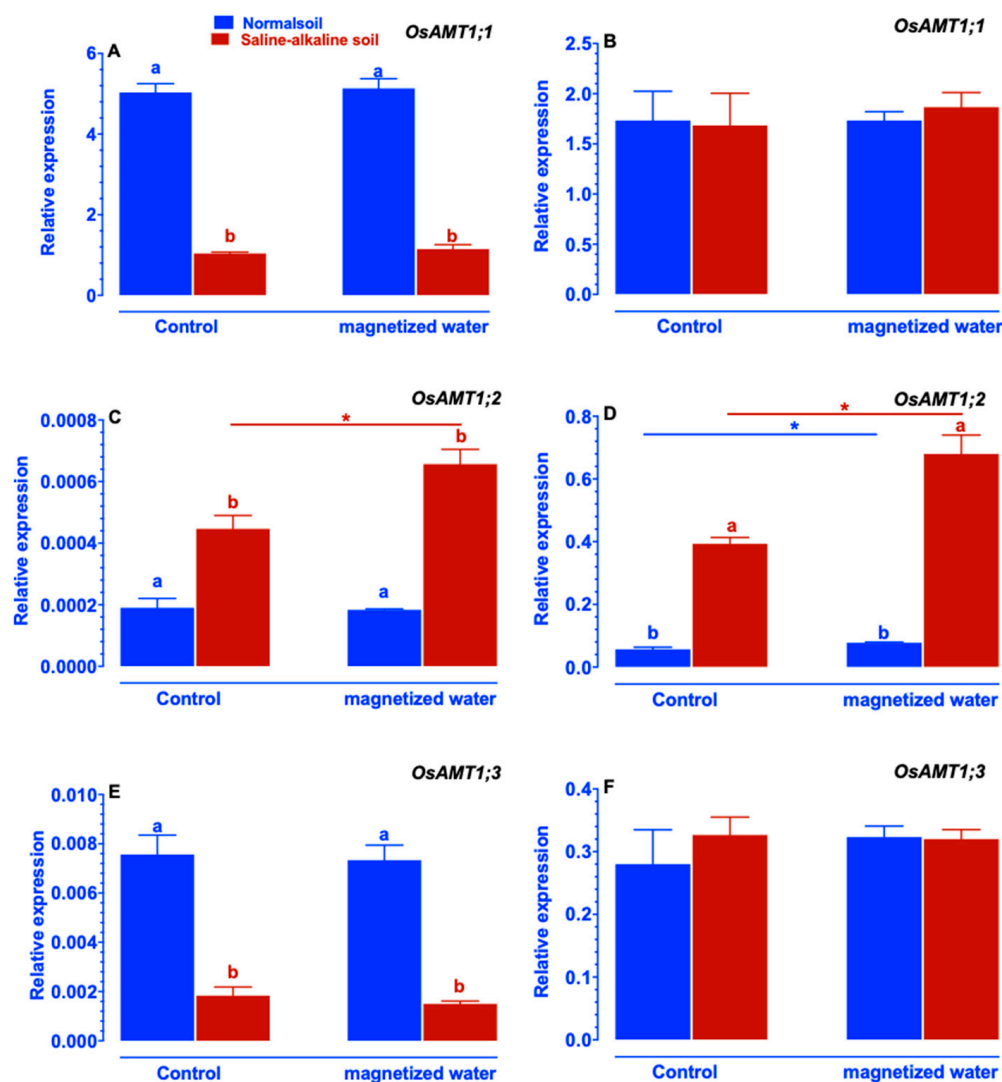 Normalsoil
Saline-alkaline soil
A
OsAMT1;1
Relative expression
6
4
2
0
a
b
a
b
Control
magnetized water
B
OsAMT1;1
Relative expression
2.5
2.0
1.5
1.0
0.5
0.0
Control
magnetized water
C
OsAMT1;2
Relative expression
0.0008
0.0006
0.0004
0.0002
0.0000
*
a
b
a
b
Control
magnetized water
D
OsAMT1;2
Relative expression
0.8
0.6
0.4
0.2
0.0
*
*
b
a
b
a
Control
magnetized water
E
OsAMT1;3
Relative expression
0.010
0.008
0.006
0.004
0.002
0.000
a
b
a
b
Control
magnetized water
F
OsAMT1;3
Relative expression
0.4
0.3
0.2
0.1
0.0
Control
magnetized water